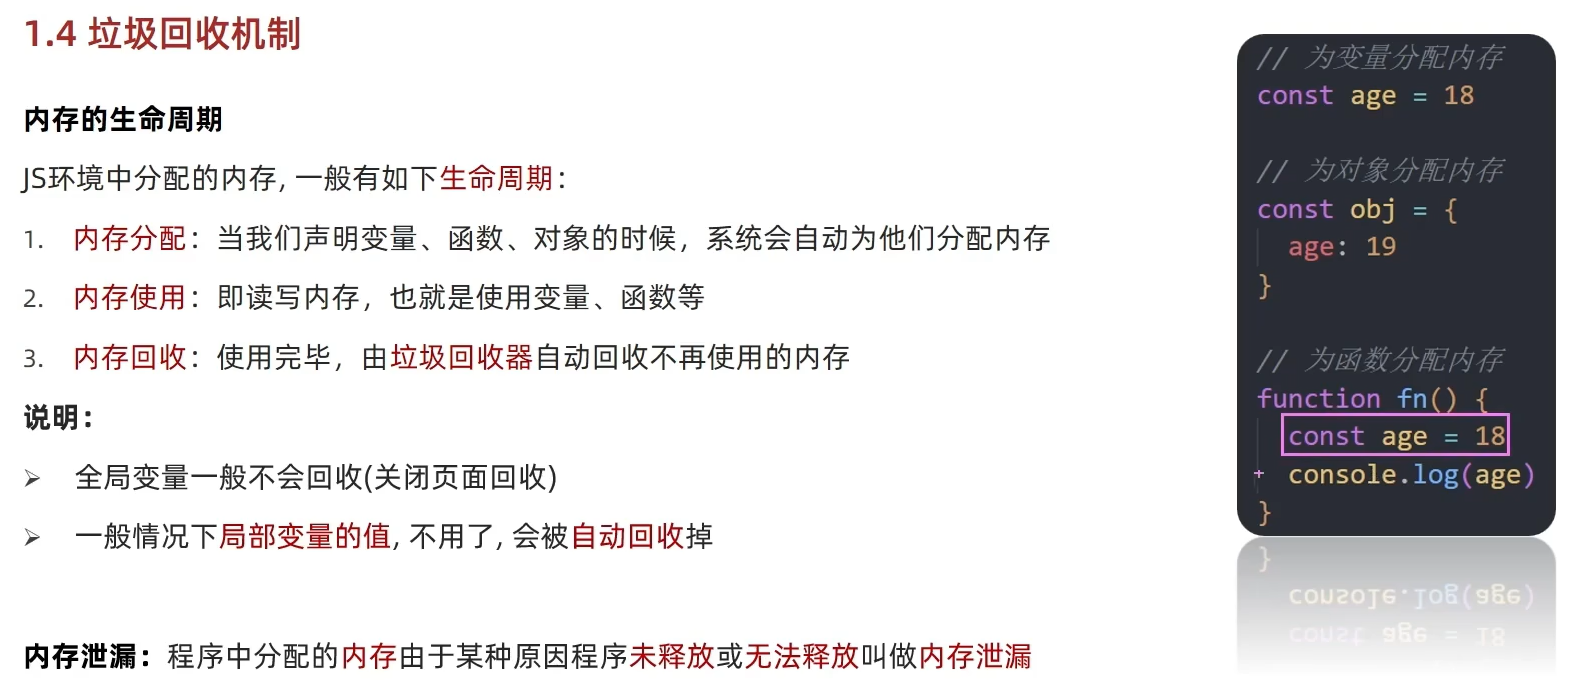 1.4 垃圾回收机制
内存的生命周期
JS环境中分配的内存, 一般有如下生命周期：
1. 内存分配：当我们声明变量、函数、对象的时候，系统会自动为他们分配内存
2. 内存使用：即读写内存，也就是使用变量、函数等
3. 内存回收：使用完毕，由垃圾回收器自动回收不再使用的内存
说明：
➢ 全局变量一般不会回收(关闭页面回收)
➢ 一般情况下局部变量的值, 不用了, 会被自动回收掉
内存泄漏：程序中分配的内存由于某种原因程序未释放或无法释放叫做内存泄漏
// 为变量分配内存
const age = 18
// 为对象分配内存
const obj = {
age: 19
}
// 为函数分配内存
function fn() {
const age = 18
console.log(age)
}